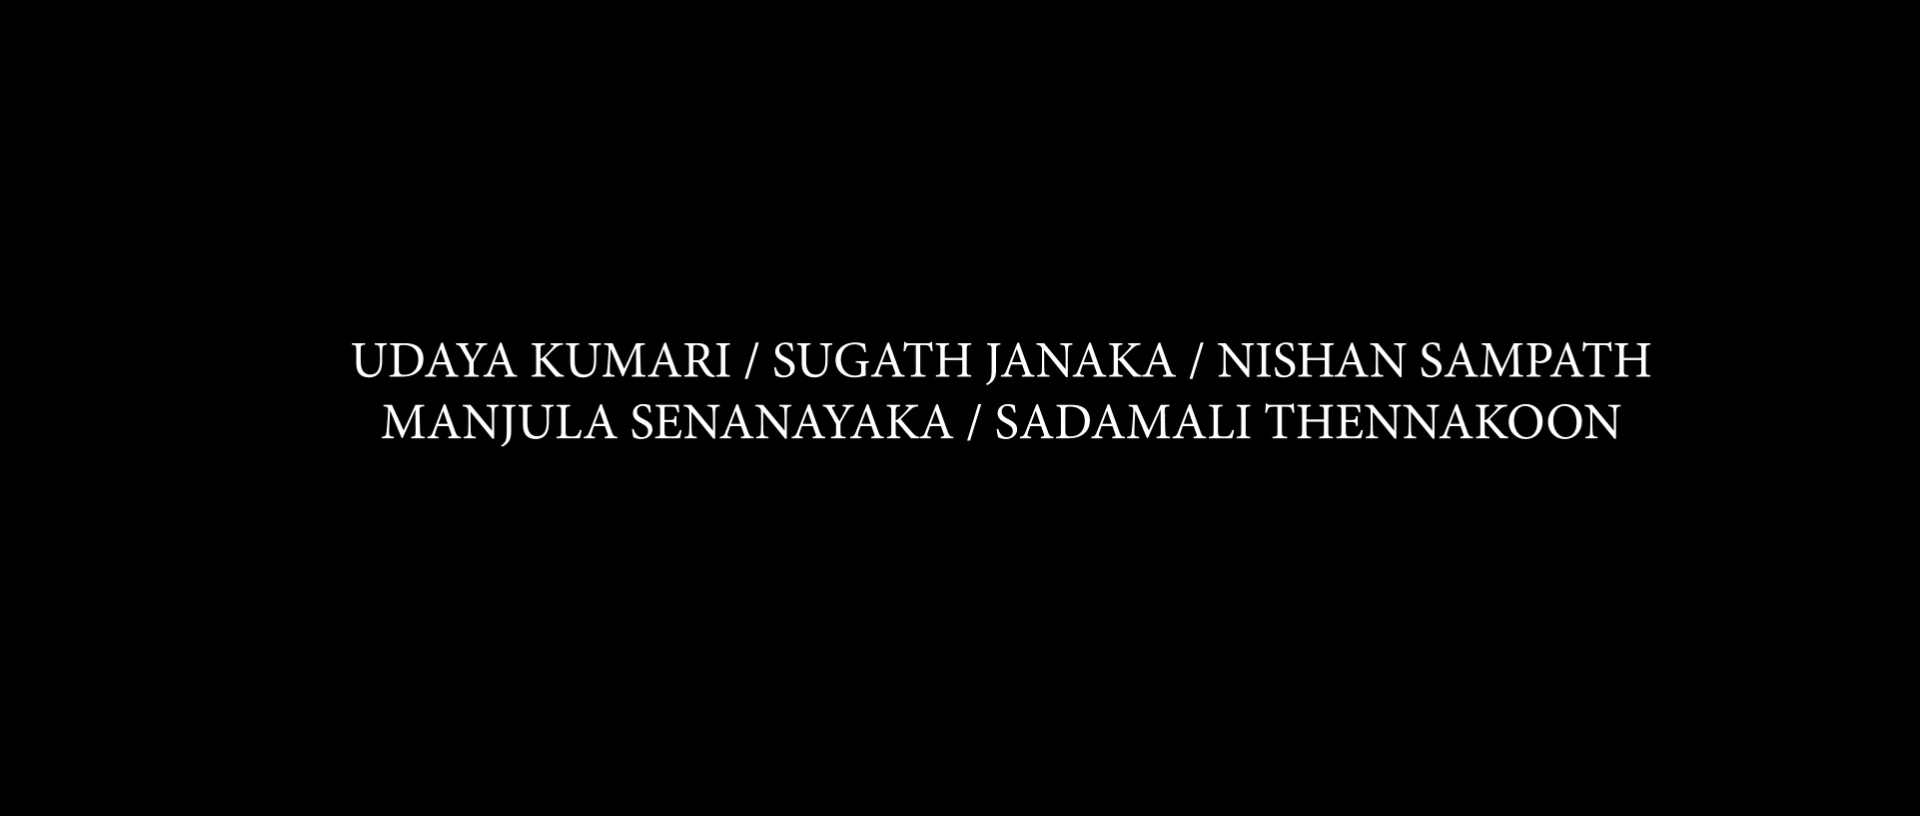 UDAYA KUMARI / SUGATH JANAKA / NISHAN SAMPATH
MANJULA SENANAYAKA / SADAMALI THENNAKOON